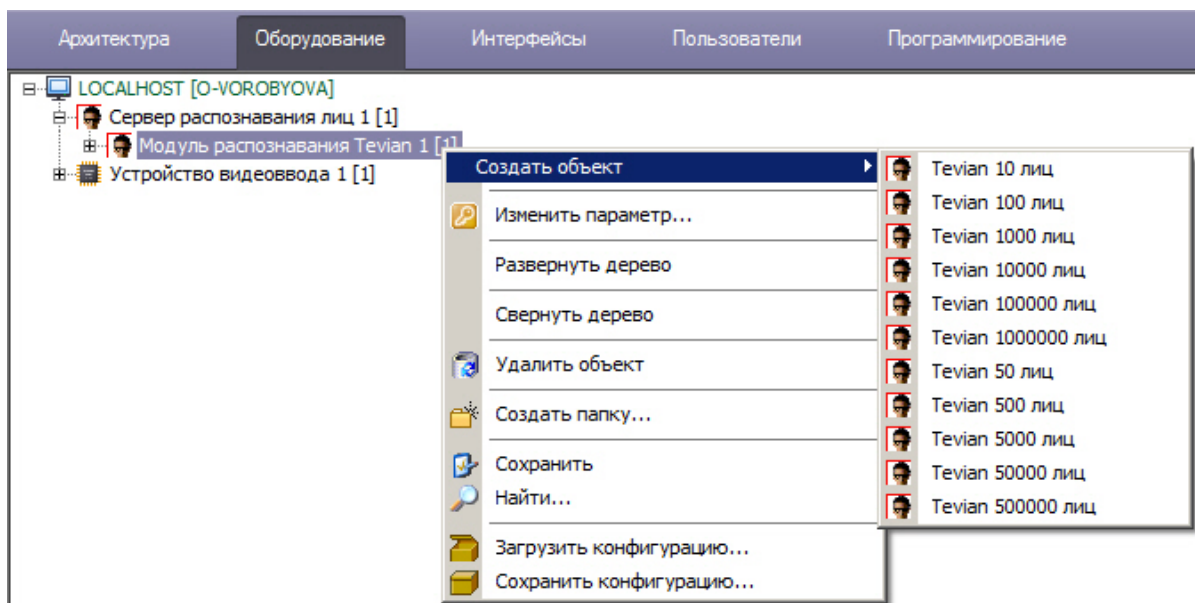 Архитектура Оборудование Интерфейсы Пользователи Программирование
LOCALHOST [O-VOROBYOVA]
Сервер распознавания лиц 1 [1]
Модуль распознавания Tevian 1 [1]
Устройство видеоввода 1 [1]
Создать объект
Изменить параметр...
Развернуть дерево
Свернуть дерево
Удалить объект
Создать папку...
Сохранить
Найти...
Загрузить конфигурацию...
Сохранить конфигурацию...
Tevian 10 лиц
Tevian 100 лиц
Tevian 1000 лиц
Tevian 10000 лиц
Tevian 100000 лиц
Tevian 1000000 лиц
Tevian 50 лиц
Tevian 500 лиц
Tevian 5000 лиц
Tevian 50000 лиц
Tevian 500000 лиц